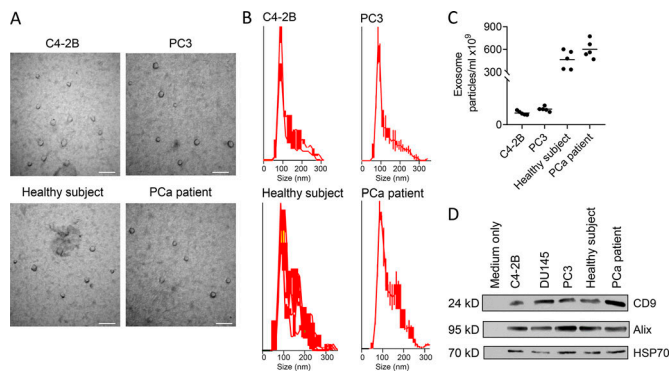 A
C4-2B
PC3
Healthy subject
PCa patient
B
C4-2B
PC3
0 100 200 300
Size (nm)
0 100 200 300
Size (nm)
Healthy subject
PCa patient
0 100 200 300
Size (nm)
0 100 200 300
Size (nm)
C
Exosome
particles/ml x10⁹
900
600
300
0
C4-2B
PC3
Healthy subject
PCa patient
D
Medium only
C4-2B
DU145
PC3
Healthy subject
PCa patient
24 kD
CD9
95 kD
Alix
70 kD
HSP70